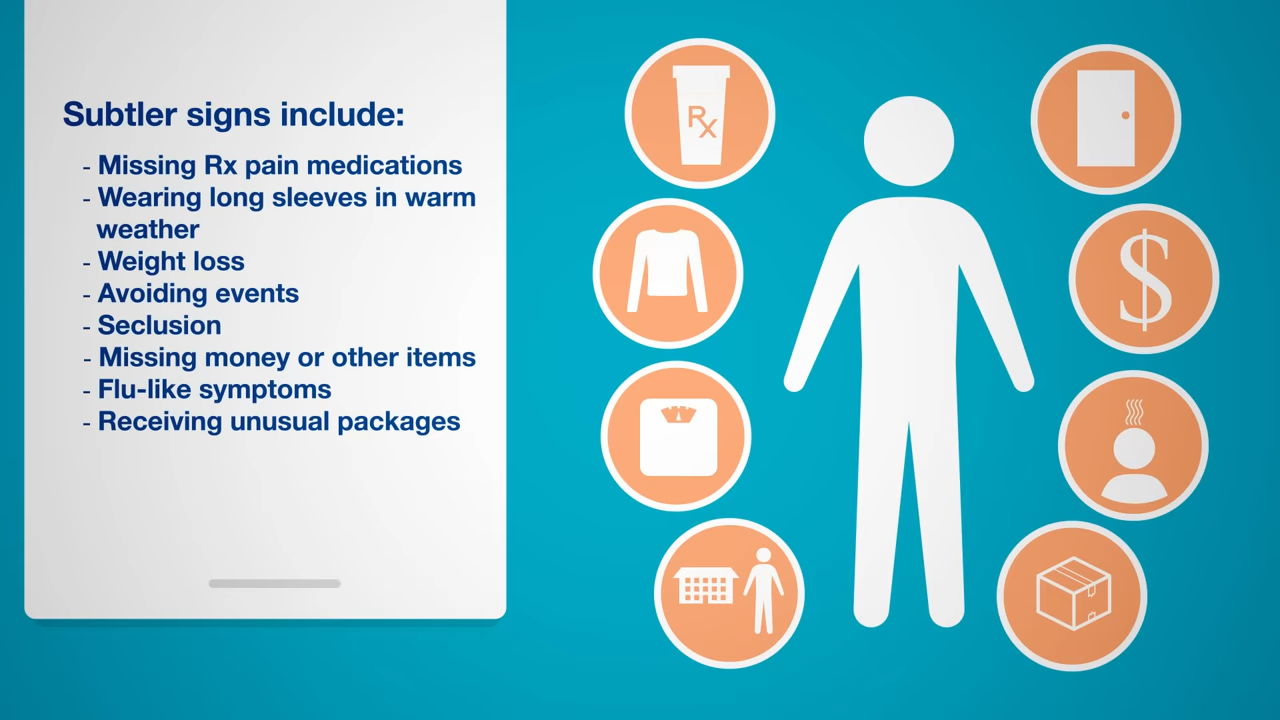 Subtler signs include:
- Missing Rx pain medications
- Wearing long sleeves in warm
weather
- Weight loss
- Avoiding events
- Seclusion
- Missing money or other items
- Flu-like symptoms
- Receiving unusual packages
Rx
$